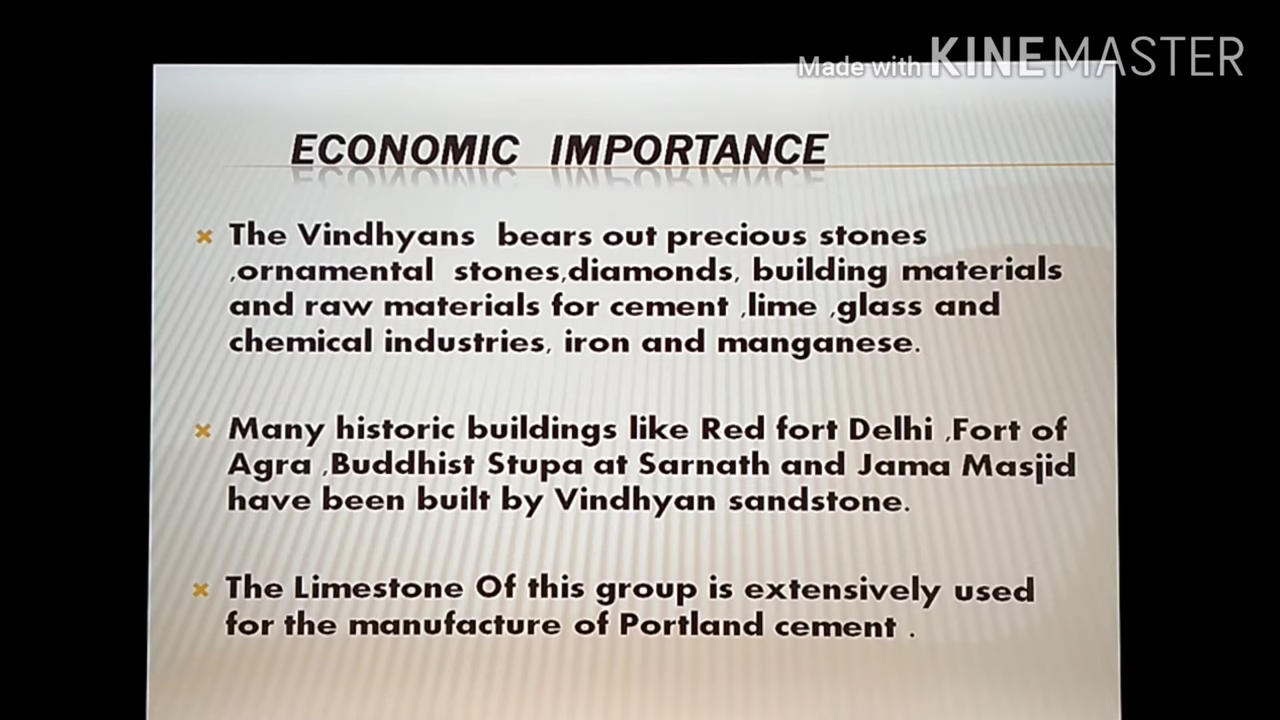 Made with KINEMASTER
ECONOMIC IMPORTANCE
The Vindhyans bears out precious stones
,ornamental stones,diamonds, building materials
and raw materials for cement ,lime ,glass and
chemical industries, iron and manganese.
Many historic buildings like Red fort Delhi ,Fort of
Agra ,Buddhist Stupa at Sarnath and Jama Masjid
have been built by Vindhyan sandstone.
The Limestone Of this group is extensively used
for the manufacture of Portland cement .